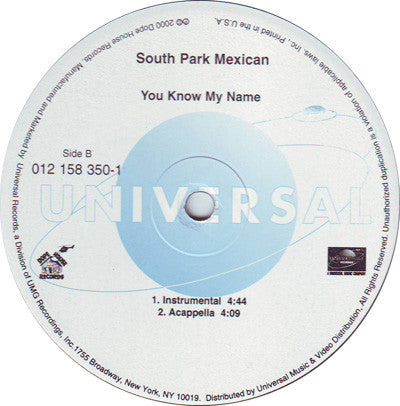 South Park Mexican
You Know My Name
Side B
012 158 350-1
UNIVERSAL
1. Instrumental 4:44
2. Acappella 4:09
℗© 2000 Dope House Records. Manufactured and Marketed by Universal Records, a Division of UMG Recordings, Inc.1755 Broadway, New York, NY 10019. Distributed by Universal Music & Video Distribution. All Rights Reserved. Unauthorized duplication is a violation of applicable laws. Inc., Printed in the U.S.A.
RECORDS
UNIVERSAL